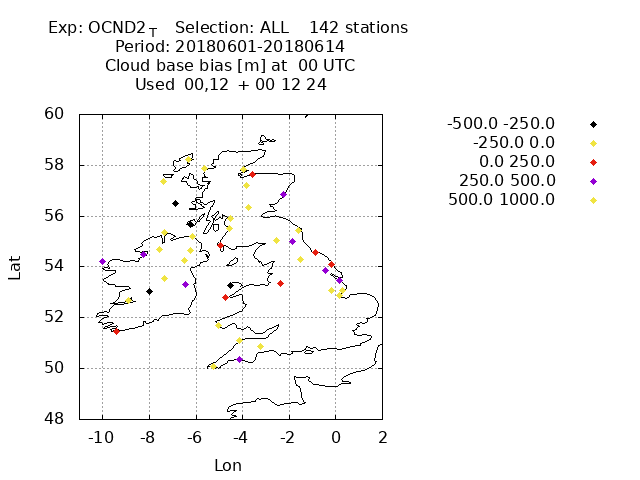 Exp: OCND2T Selection: ALL 142 stations
Period: 20180601-20180614
Cloud base bias [m] at 00 UTC
Used 00,12 + 00 12 24
-500.0 -250.0
-250.0 0.0
0.0 250.0
250.0 500.0
500.0 1000.0
60
58
56
54
52
50
48
Lat
-10 -8 -6 -4 -2 0 2
Lon